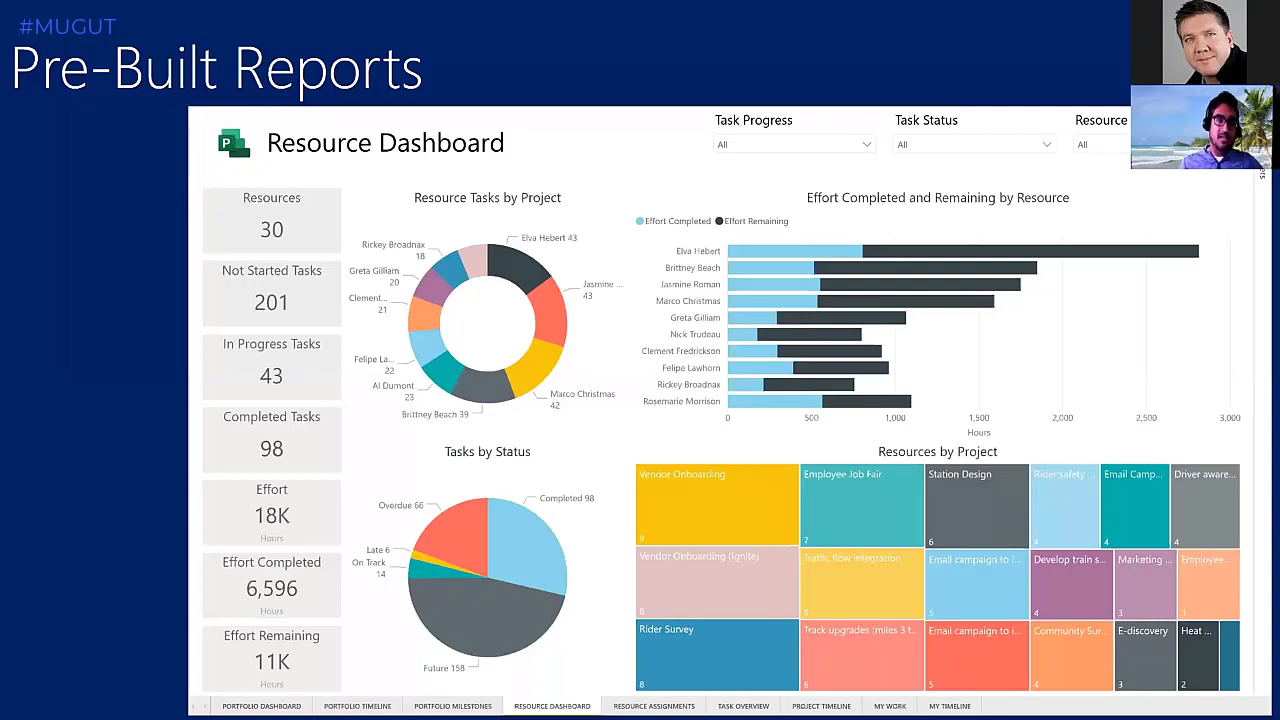 #MUGUT
Pre-Built Reports
P
Resource Dashboard
Task Progress
All
Task Status
All
Resource
All
Resources
30
Not Started Tasks
201
In Progress Tasks
43
Completed Tasks
98
Effort
18K
Hours
Effort Completed
6,596
Hours
Effort Remaining
11K
Hours
Resource Tasks by Project
Elva Hebert 43
Jasmine ...
43
Marco Christmas
42
Brittney Beach 39
Al Dumont
23
Felipe La...
22
Clement...
21
Greta Gilliam
20
Rickey Broadnax
18
Effort Completed and Remaining by Resource
Effort Completed Effort Remaining
Elva Hebert
Brittney Beach
Jasmine Roman
Marco Christmas
Greta Gilliam
Nick Trudeau
Clement Fredrickson
Felipe Lawhorn
Rickey Broadnax
Rosemarie Morrison
0 500 1,000 1,500 2,000 2,500 3,000
Hours
Tasks by Status
Completed 98
Overdue 66
Late 6
On Track
14
Future 158
Resources by Project
Vendor Onboarding
9
Employee Job Fair
7
Station Design
6
Rider safety ...
4
Email Camp...
4
Driver aware...
4
Vendor Onboarding (Ignite)
8
Traffic flow integration
6
Email campaign to i...
5
Develop train s...
4
Marketing ...
3
Employee ...
Rider Survey
8
Track upgrades (miles 3 t...
6
Email campaign to i...
5
Community Sur...
4
E-discovery
3
Heat ...
2
PORTFOLIO DASHBOARD PORTFOLIO TIMELINE PORTFOLIO MILESTONES RESOURCE DASHBOARD RESOURCE ASSIGNMENTS TASK OVERVIEW PROJECT TIMELINE MY WORK MY TIMELINE